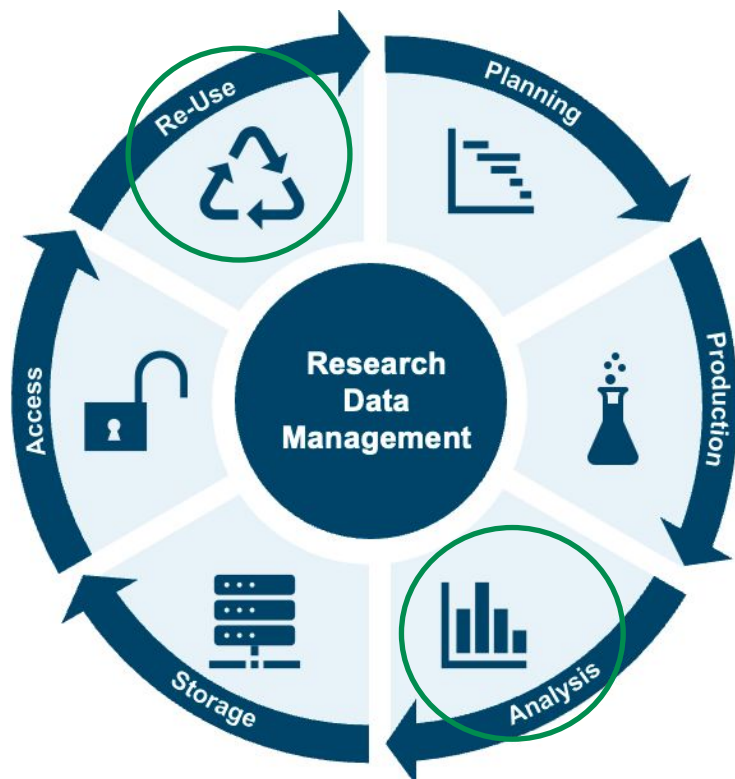 Re-Use
Planning
Access
Research
Data
Management
Production
Storage
Analysis